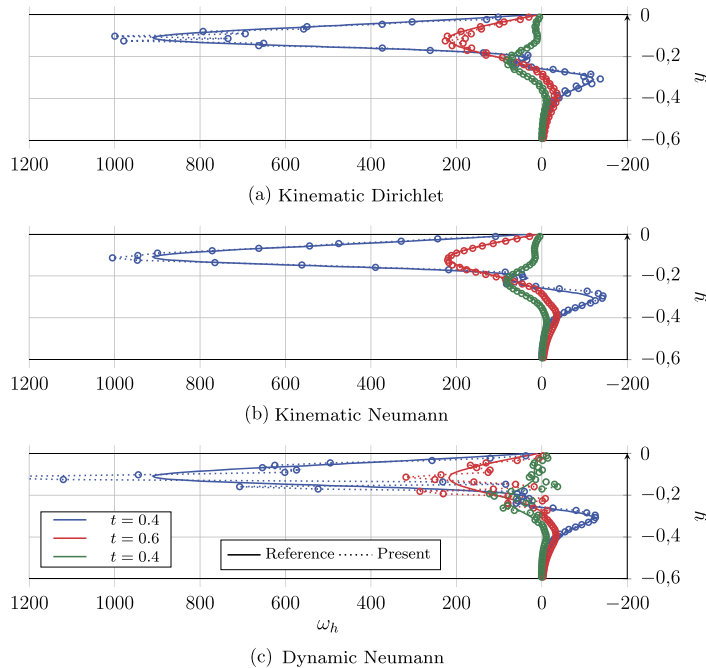 0
−0,2
−0,4
−0,6
y
1200 1000 800 600 400 200 0 −200
(a) Kinematic Dirichlet
0
−0,2
−0,4
−0,6
y
1200 1000 800 600 400 200 0 −200
(b) Kinematic Neumann
0
−0,2
−0,4
−0,6
y
t = 0.4
t = 0.6
t = 0.4
Reference Present
1200 1000 800 600 400 200 0 −200
ωh
(c) Dynamic Neumann